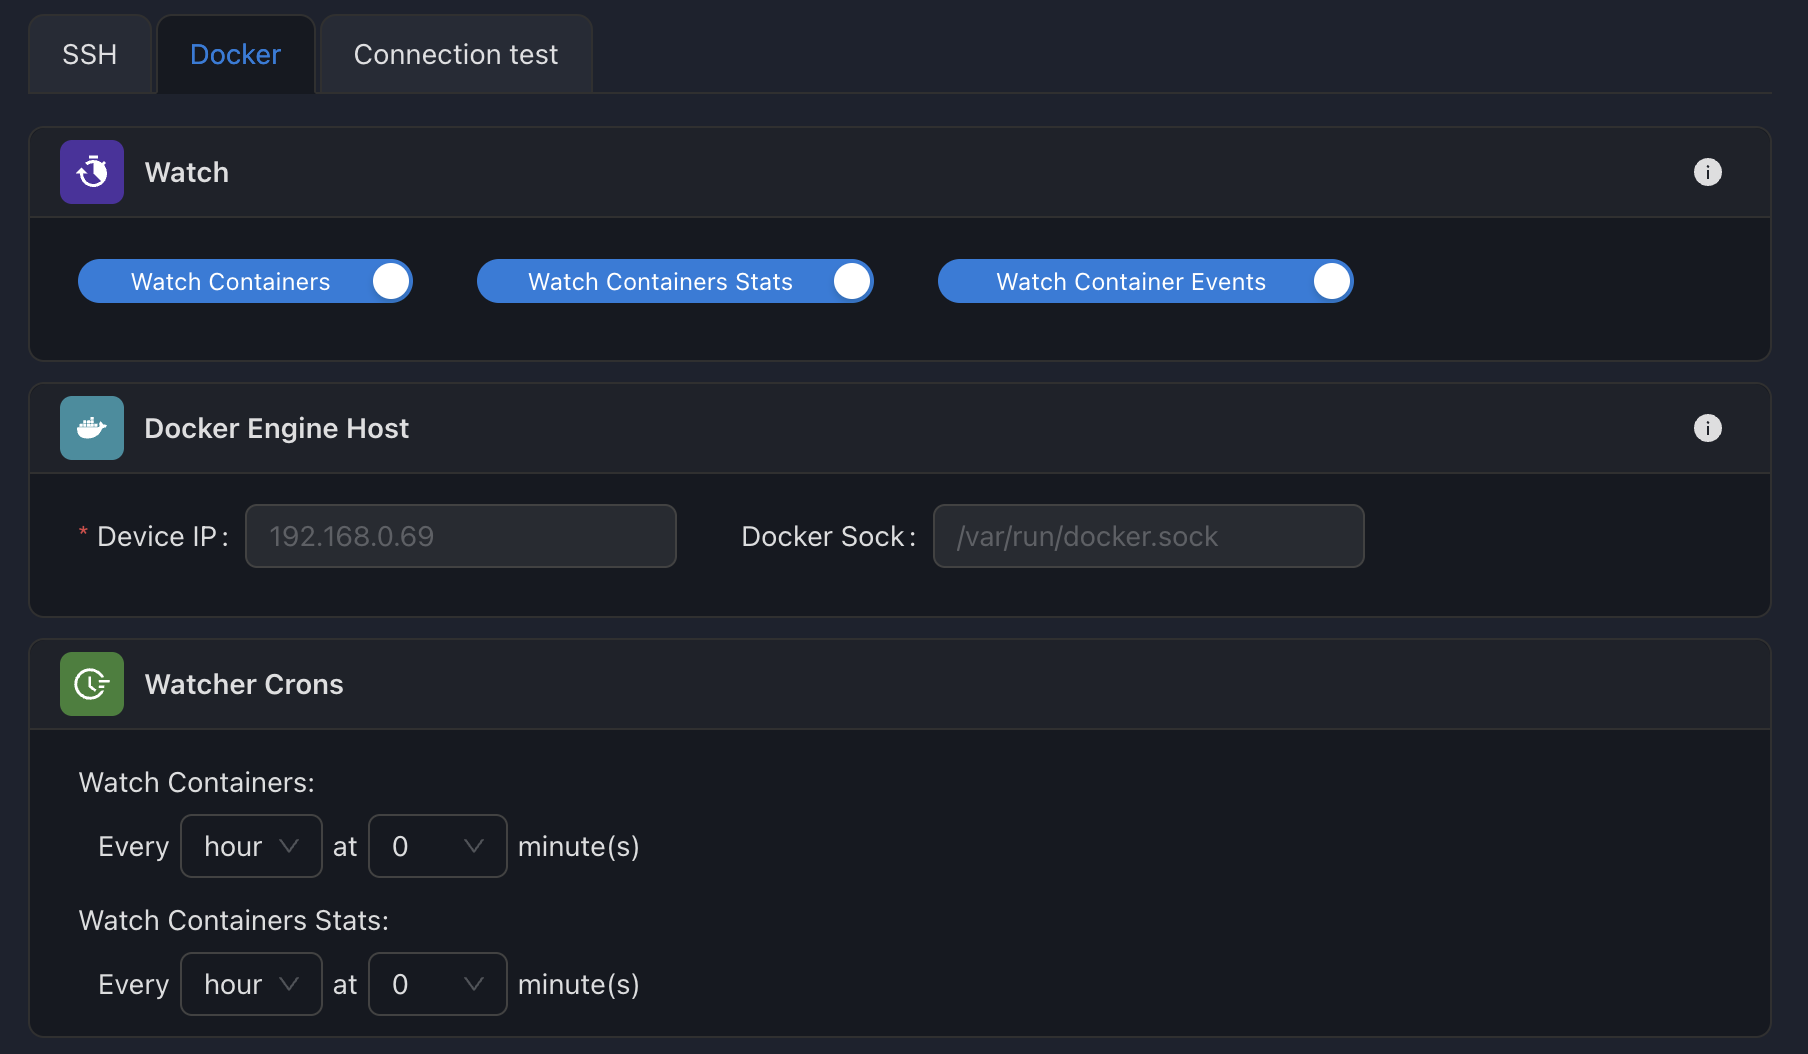 SSH Docker Connection test
Watch
Watch Containers Watch Containers Stats Watch Container Events
Docker Engine Host
* Device IP: 192.168.0.69 Docker Sock: /var/run/docker.sock
Watcher Crons
Watch Containers:
Every hour at 0 minute(s)
Watch Containers Stats:
Every hour at 0 minute(s)